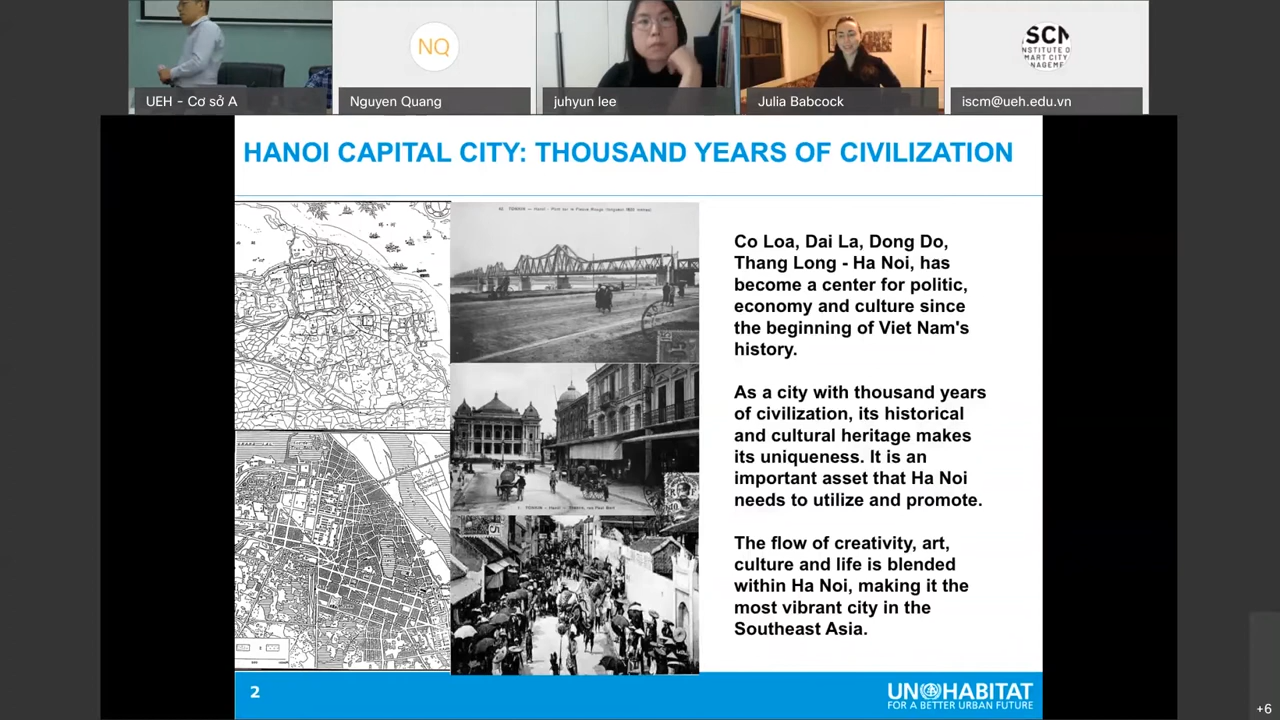 UEH - Cơ sở A
NQ
Nguyen Quang
juhyun lee
Julia Babcock
SCM
iscm@ueh.edu.vn
HANOI CAPITAL CITY: THOUSAND YEARS OF CIVILIZATION
Co Loa, Dai La, Dong Do,
Thang Long - Ha Noi, has
become a center for politic,
economy and culture since
the beginning of Viet Nam's
history.
As a city with thousand years
of civilization, its historical
and cultural heritage makes
its uniqueness. It is an
important asset that Ha Noi
needs to utilize and promote.
The flow of creativity, art,
culture and life is blended
within Ha Noi, making it the
most vibrant city in the
Southeast Asia.
2
UN HABITAT
FOR A BETTER URBAN FUTURE
+6